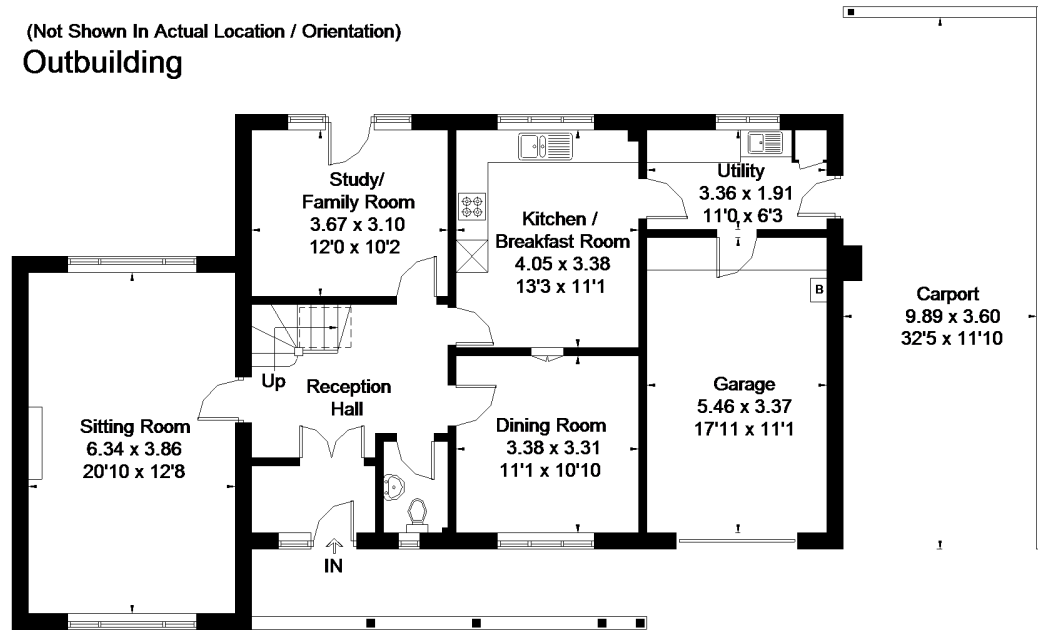 (Not Shown In Actual Location / Orientation)
Outbuilding
Study/
Family Room
3.67 x 3.10
12'0 x 10'2
Kitchen /
Breakfast Room
4.05 x 3.38
13'3 x 11'1
Utility
3.36 x 1.91
11'0 x 6'3
B
Carport
9.89 x 3.60
32'5 x 11'10
Up
Reception
Hall
Sitting Room
6.34 x 3.86
20'10 x 12'8
Dining Room
3.38 x 3.31
11'1 x 10'10
Garage
5.46 x 3.37
17'11 x 11'1
IN